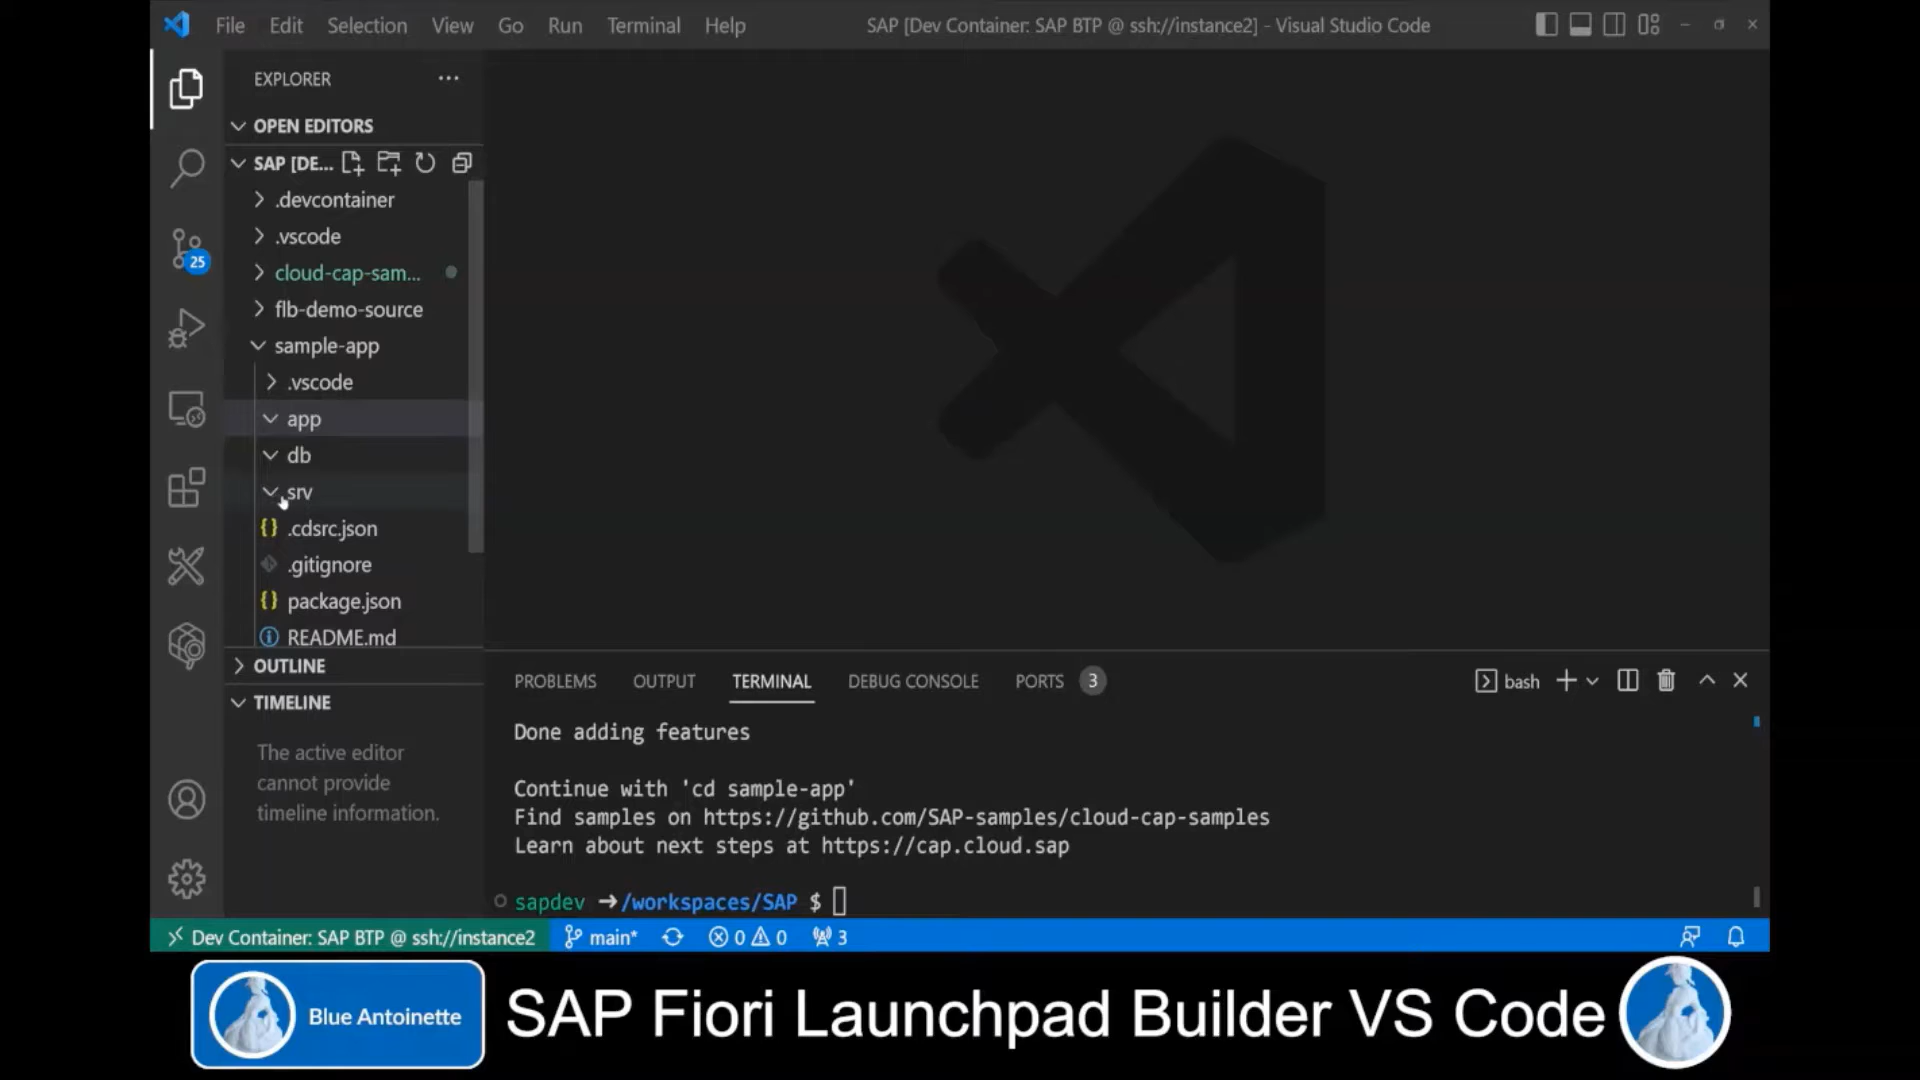 File Edit Selection View Go Run Terminal Help
SAP [Dev Container: SAP BTP @ ssh://instance2] - Visual Studio Code
EXPLORER
OPEN EDITORS
SAP [DE...
.devcontainer
.vscode
cloud-cap-sam...
flb-demo-source
sample-app
.vscode
app
db
srv
{} .cdsrc.json
.gitignore
{} package.json
README.md
OUTLINE
TIMELINE
The active editor
cannot provide
timeline information.
25
PROBLEMS OUTPUT TERMINAL DEBUG CONSOLE PORTS 3
bash
Done adding features
Continue with 'cd sample-app'
Find samples on https://github.com/SAP-samples/cloud-cap-samples
Learn about next steps at https://cap.cloud.sap
sapdev ➜/workspaces/SAP $
Dev Container: SAP BTP @ ssh://instance2 main* 0 0 3
Blue Antoinette
SAP Fiori Launchpad Builder VS Code